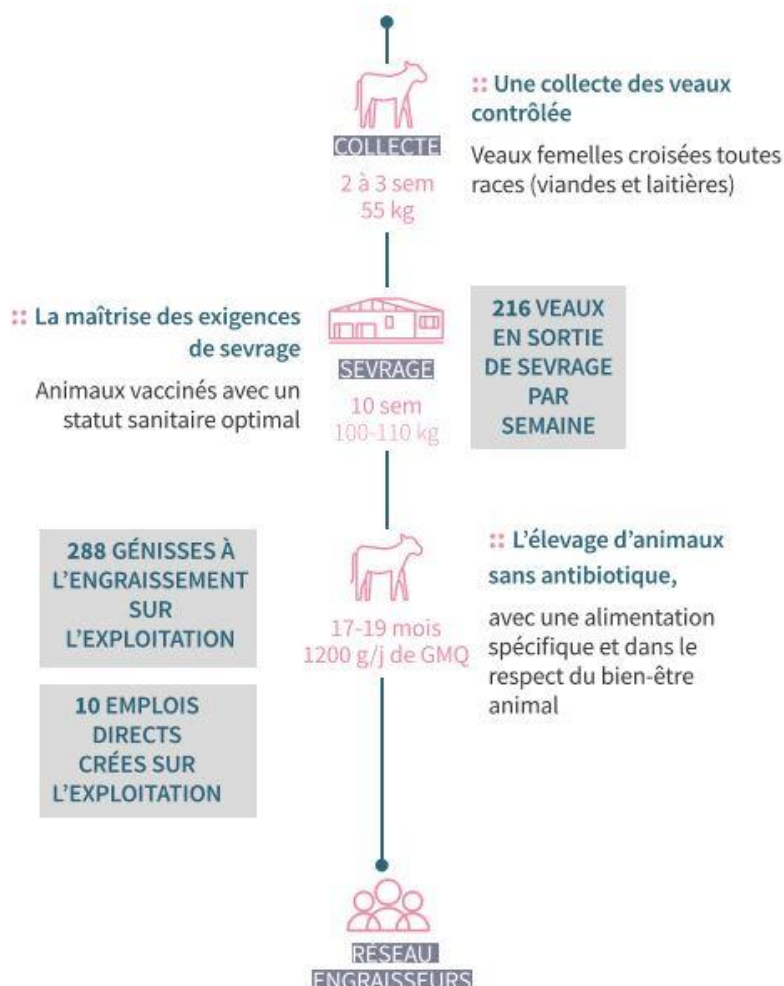 :: Une collecte des veaux
contrôlée
COLLECTE
Veaux femelles croisées toutes
races (viandes et laitières)
2 à 3 sem
55 kg
:: La maîtrise des exigences
de sevrage
Animaux vaccinés avec un
statut sanitaire optimal
SEVRAGE
10 sem
100-110 kg
216 VEAUX
EN SORTIE
DE SEVRAGE
PAR
SEMAINE
288 GÉNISSES À
L’ENGRAISSEMENT
SUR
L’EXPLOITATION
17-19 mois
1200 g/j de GMQ
:: L’élevage d’animaux
sans antibiotique,
avec une alimentation
spécifique et dans le
respect du bien-être
animal
10 EMPLOIS
DIRECTS
CRÉES SUR
L’EXPLOITATION
RÉSEAU
ENGRAISSEURS